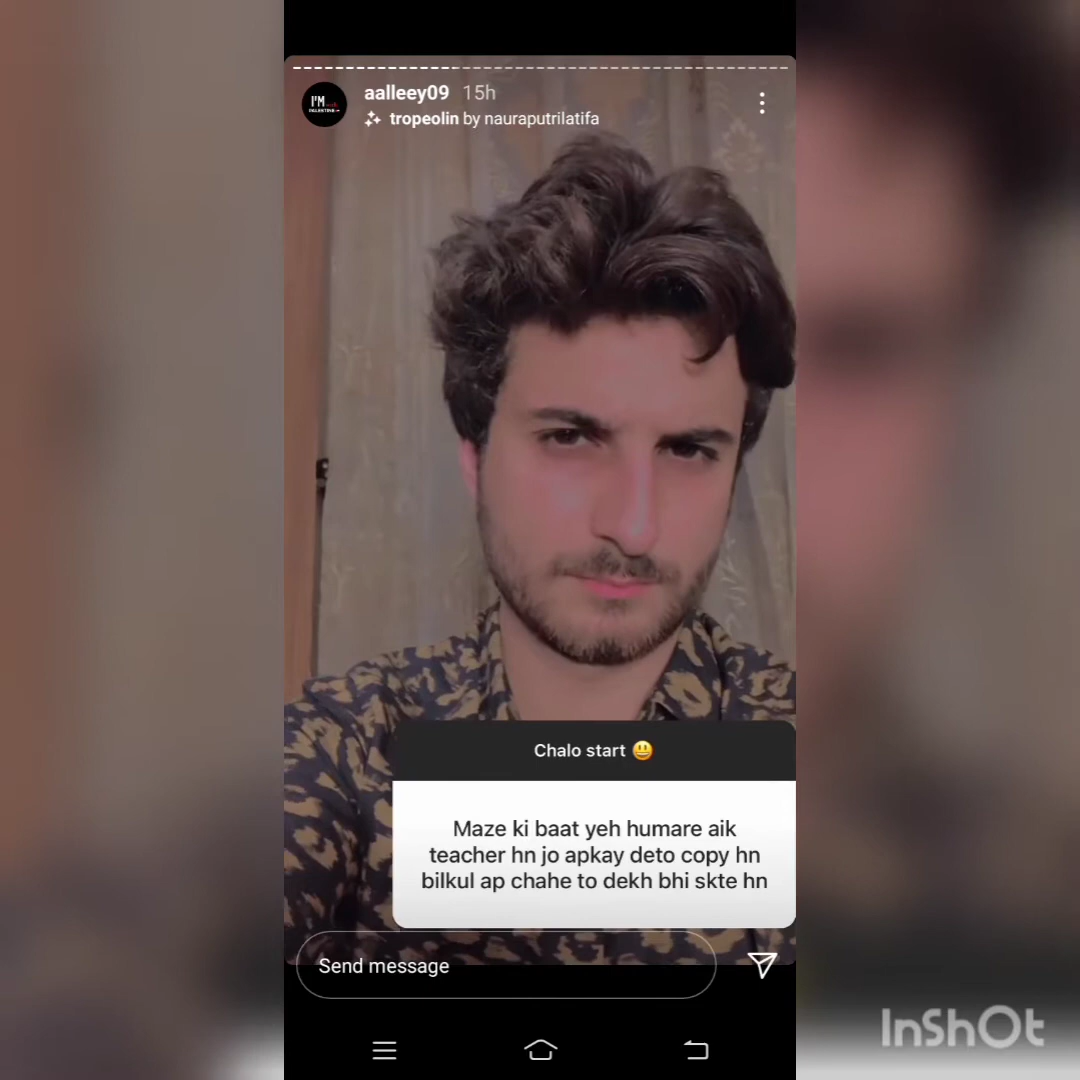 aalleey09 15h
tropeolin by nauraputrilatifa
I'M
PALESTINE
Chalo start 😃
Maze ki baat yeh humare aik
teacher hn jo apkay deto copy hn
bilkul ap chahe to dekh bhi skte hn
Send message
InShOt